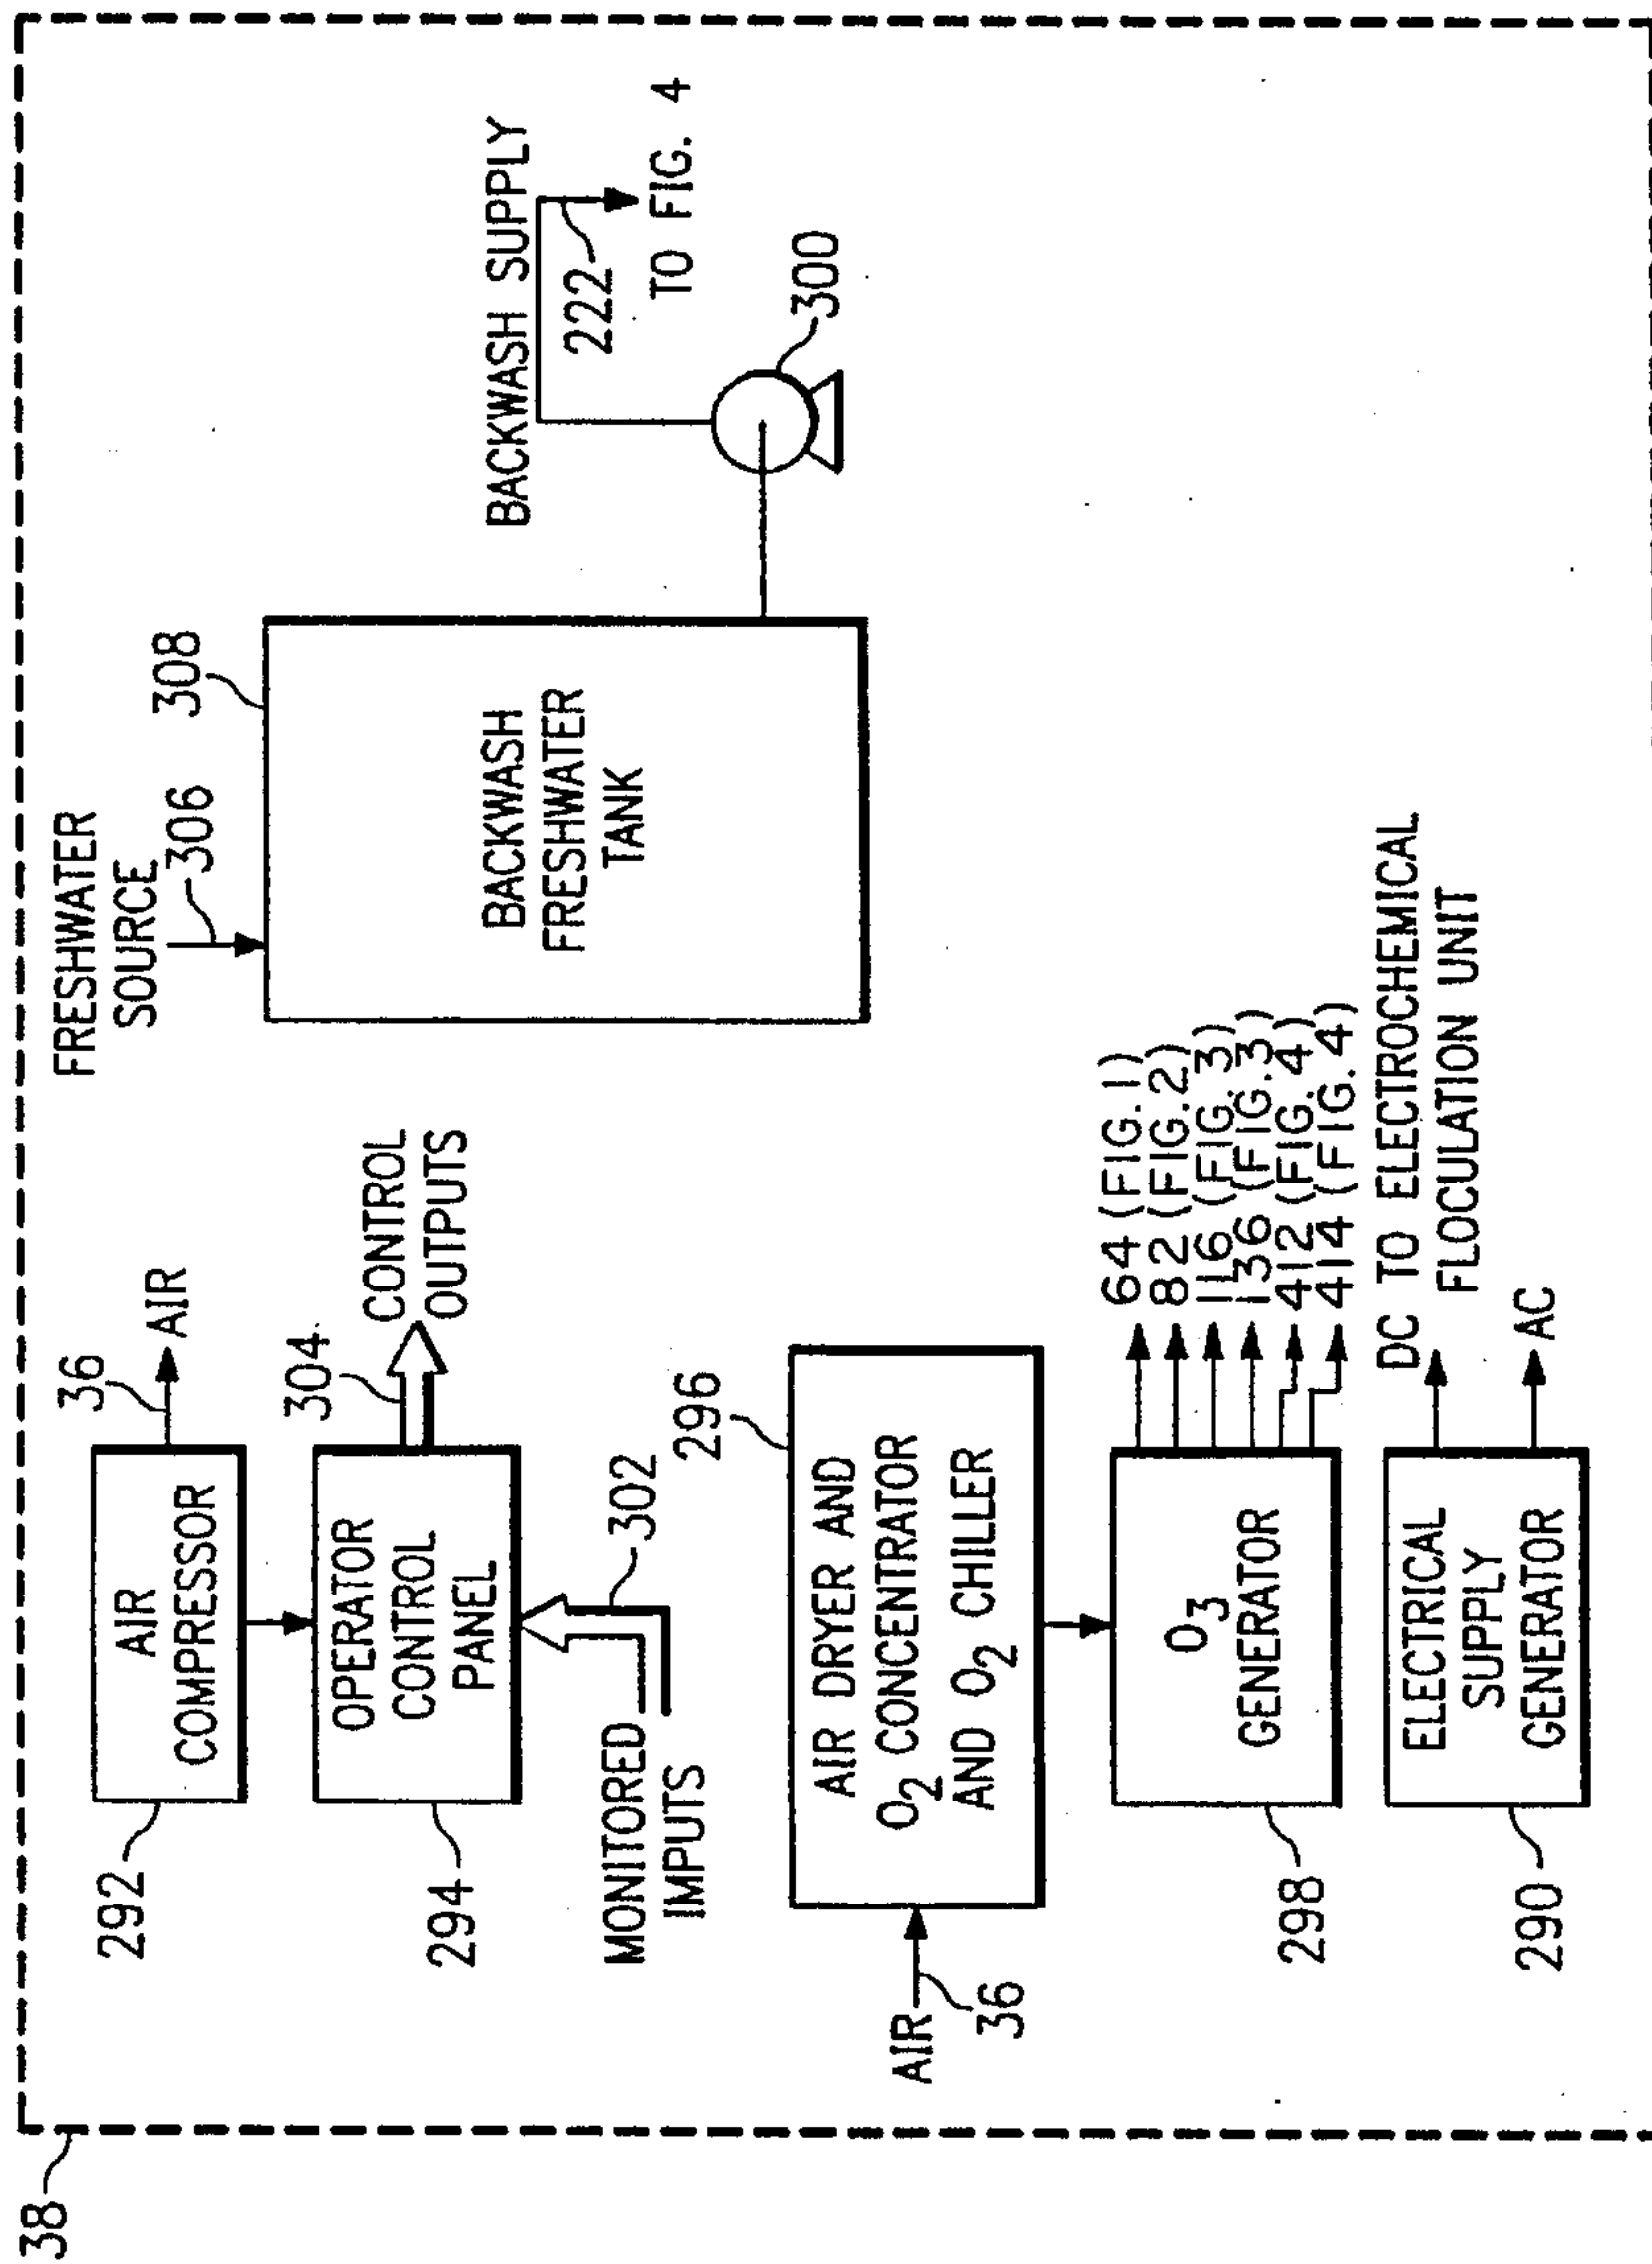 38
292
AIR
COMPRESSOR
36
AIR
294
OPERATOR
CONTROL
PANEL
304
CONTROL
OUTPUTS
MONITORED
IMPUTS
302
FRESHWATER
SOURCE
306
308
BACKWASH
FRESHWATER
TANK
BACKWASH SUPPLY
222
TO FIG. 4
300
AIR
36
296
AIR DRYER AND
O2 CONCENTRATOR
AND O2 CHILLER
298
O3
GENERATOR
64 (FIG.1)
82 (FIG.2)
116 (FIG.3)
136 (FIG.3)
412 (FIG.4)
414 (FIG.4)
290
ELECTRICAL
SUPPLY
GENERATOR
DC TO ELECTROCHEMICAL
FLOCULATION UNIT
AC